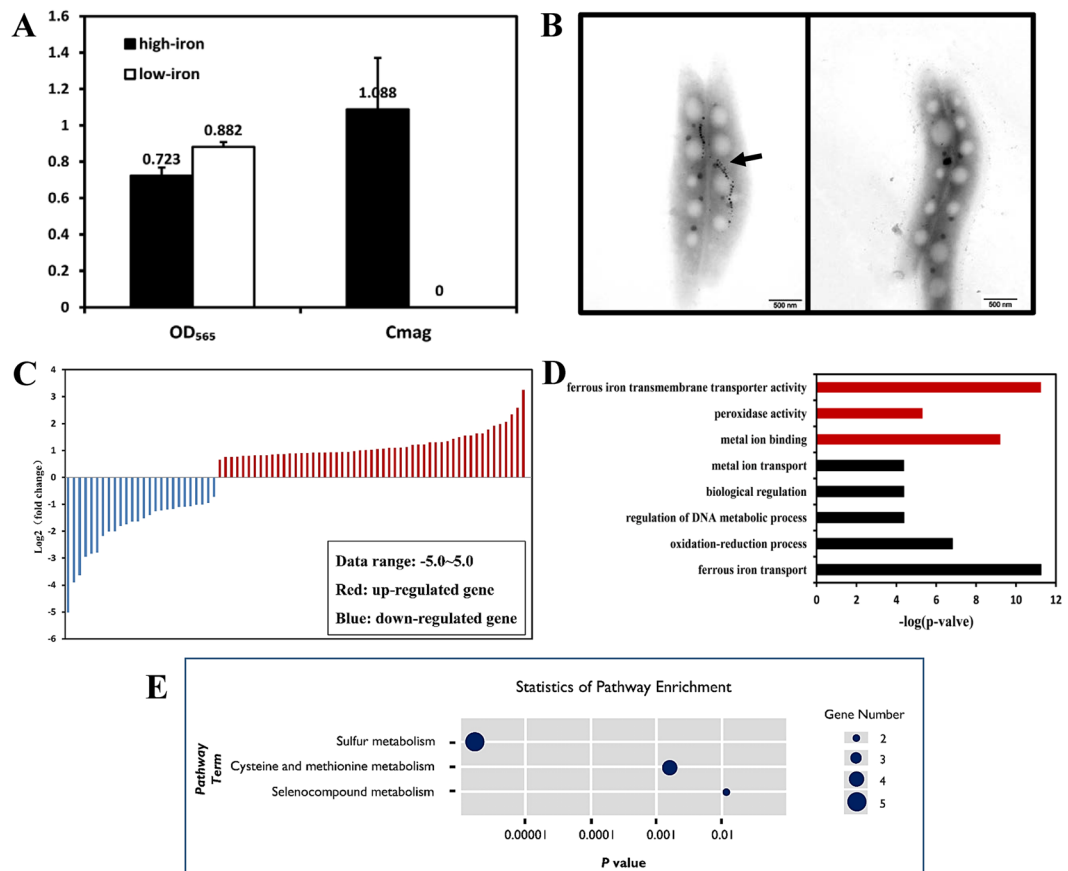 A
1.6
1.4
1.2
1
0.8
0.6
0.4
0.2
0
high-iron
low-iron
0.723
0.882
1.088
0
OD₅₆₅
Cmag
B
500 nm
500 nm
C
Log2 (fold change)
4
3
2
1
0
-1
-2
-3
-4
-5
-6
Data range: -5.0~5.0
Red: up-regulated gene
Blue: down-regulated gene
D
ferrous iron transmembrane transporter activity
peroxidase activity
metal ion binding
metal ion transport
biological regulation
regulation of DNA metabolic process
oxidation-reduction process
ferrous iron transport
0 2 4 6 8 10 12
-log(p-valve)
E
Statistics of Pathway Enrichment
Pathway
Term
Sulfur metabolism
Cysteine and methionine metabolism
Selenocompound metabolism
0.00001 0.0001 0.001 0.01
P value
Gene Number
2
3
4
5